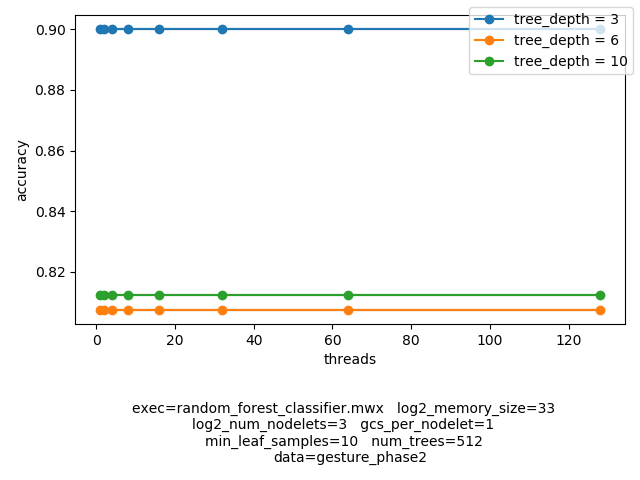 0.90
0.88
0.86
0.84
0.82
accuracy
tree_depth = 3
tree_depth = 6
tree_depth = 10
0 20 40 60 80 100 120
threads
exec=random_forest_classifier.mwx log2_memory_size=33
log2_num_nodelets=3 gcs_per_nodelet=1
min_leaf_samples=10 num_trees=512
data=gesture_phase2